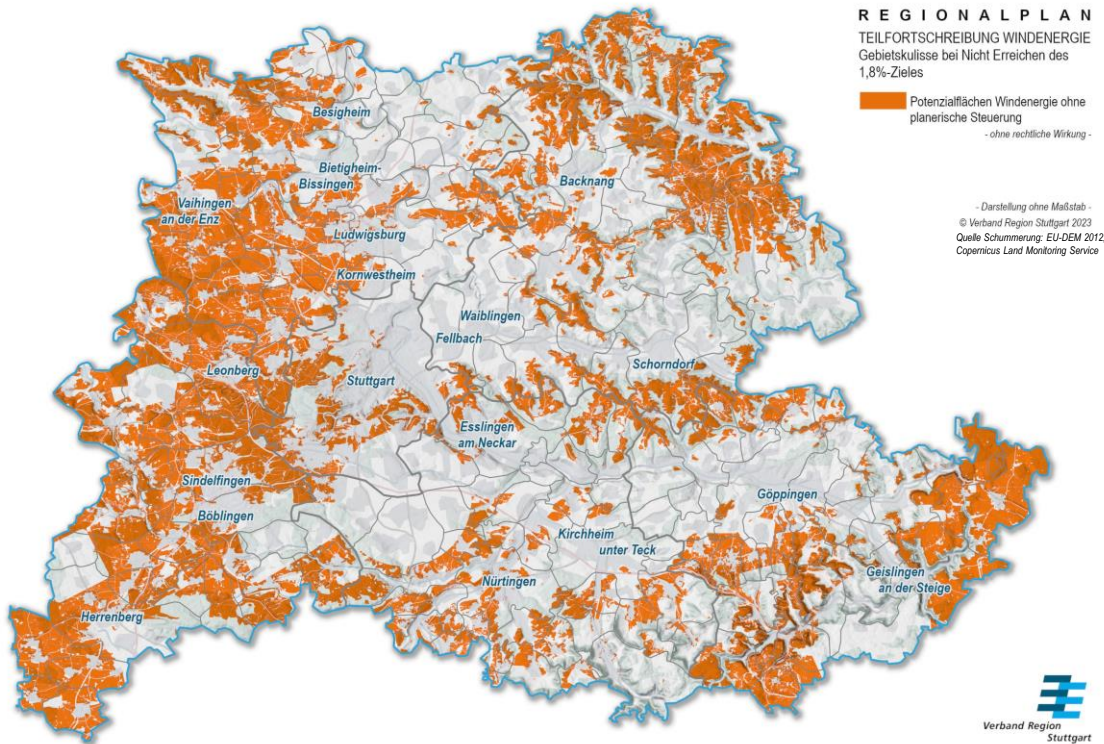 REGIONALPLAN
TEILFORTSCHREIBUNG WINDENERGIE
Gebietskulisse bei Nicht Erreichen des
1,8%-Zieles
Potenzialflächen Windenergie ohne
planerische Steuerung
- ohne rechtliche Wirkung -
- Darstellung ohne Maßstab -
© Verband Region Stuttgart 2023
Quelle Schummerung: EU-DEM 2012,
Copernicus Land Monitoring Service
Besigheim
Bietigheim-
Bissingen
Backnang
Vaihingen
an der Enz
Ludwigsburg
Kornwestheim
Waiblingen
Fellbach
Schorndorf
Leonberg
Stuttgart
Esslingen
am Neckar
Sindelfingen
Göppingen
Böblingen
Kirchheim
unter Teck
Geislingen
an der Steige
Nürtingen
Herrenberg
Verband Region
Stuttgart